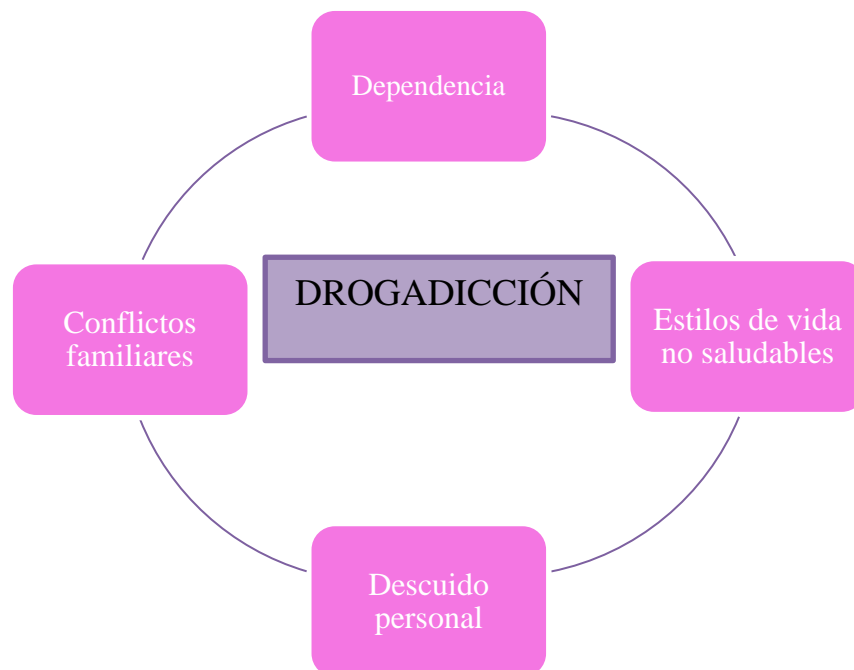 Dependencia
DROGADICCIÓN
Conflictos
familiares
Estilos de vida
no saludables
Descuido
personal